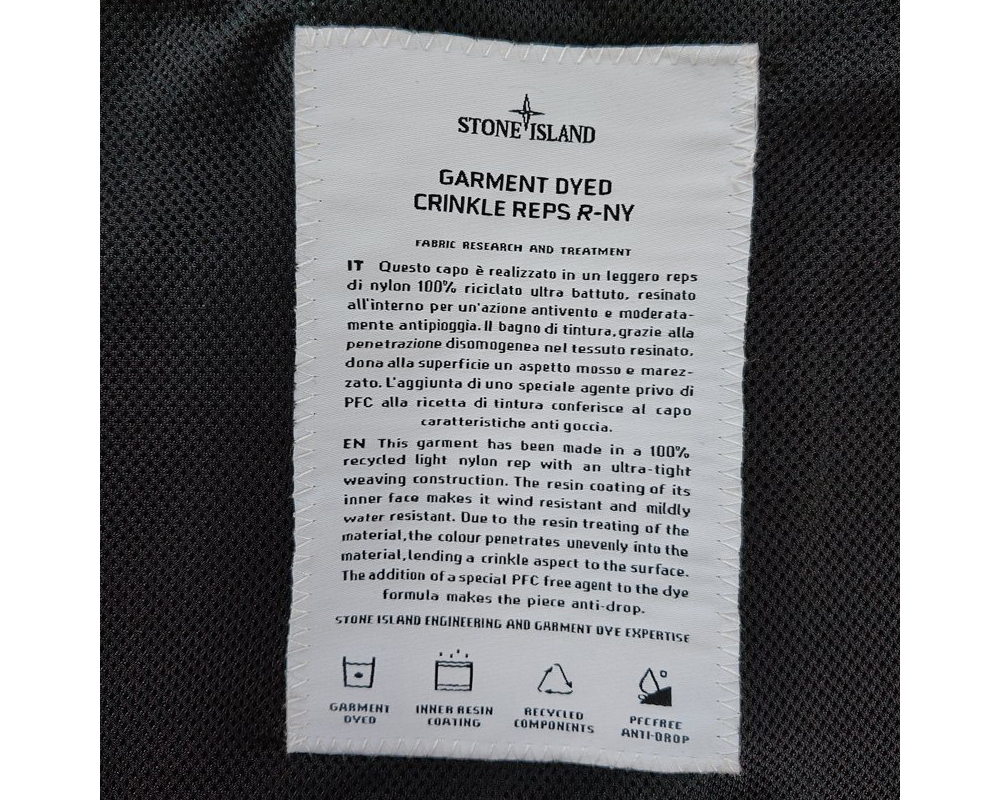 STONE ISLAND
GARMENT DYED
CRINKLE REPS R-NY
FABRIC RESEARCH AND TREATMENT
IT Questo capo è realizzato in un leggero reps
di nylon 100% riciclato ultra battuto, resinato
all'interno per un'azione antivento e moderata-
mente antipioggia. Il bagno di tintura, grazie alla
penetrazione disomogenea nel tessuto resinato,
dona alla superficie un aspetto mosso e marez-
zato. L'aggiunta di uno speciale agente privo di
PFC alla ricetta di tintura conferisce al capo
caratteristiche anti goccia.
EN This garment has been made in a 100%
recycled light nylon rep with an ultra-tight
weaving construction. The resin coating of its
inner face makes it wind resistant and mildly
water resistant. Due to the resin treating of the
material, the colour penetrates unevenly into the
material, lending a crinkle aspect to the surface.
The addition of a special PFC free agent to the dye
formula makes the piece anti-drop.
STONE ISLAND ENGINEERING AND GARMENT DYE EXPERTISE
GARMENT
DYED
INNER RESIN
COATING
RECYCLED
COMPONENTS
PFC FREE
ANTI-DROP